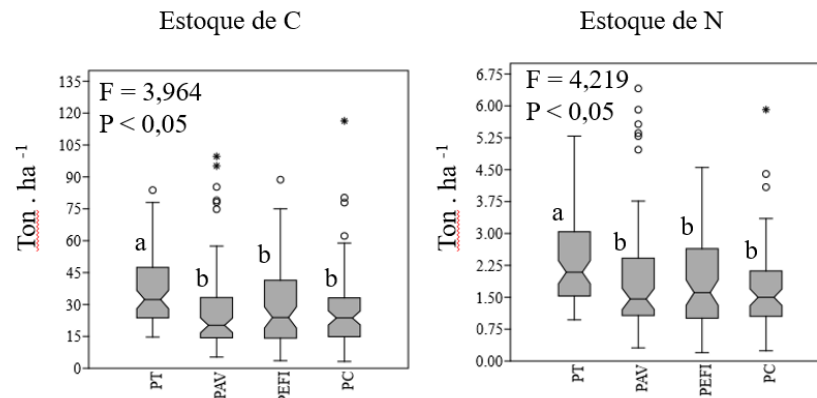 Estoque de C
Ton . ha -1
135
120
105
90
75
60
45
30
15
0
F = 3,964
P < 0,05
a
b
b
b
PT
PAV
PEFI
PC
Estoque de N
Ton . ha -1
6.75
6.00
5.25
4.50
3.75
3.00
2.25
1.50
0.75
0.00
F = 4,219
P < 0,05
a
b
b
b
PT
PAV
PEFI
PC